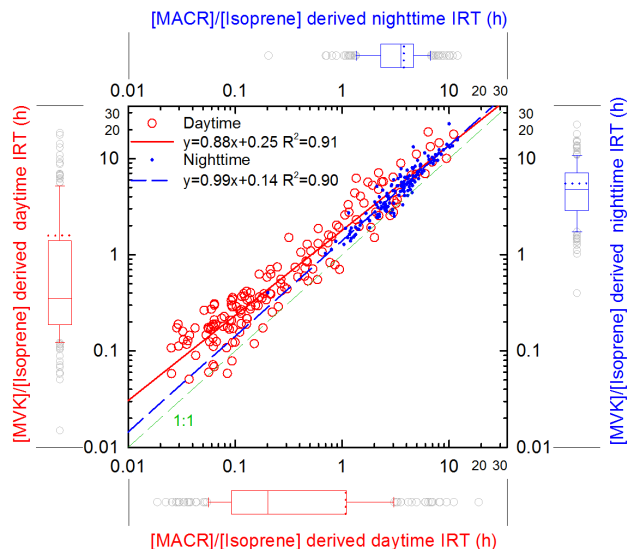 [MACR]/[Isoprene] derived nighttime IRT (h)
0.01 0.1 1 10 20 30
[MVK]/[Isoprene] derived daytime IRT (h)
30
20
10
1
0.1
0.01
Daytime
y=0.88x+0.25 R²=0.91
Nighttime
y=0.99x+0.14 R²=0.90
1:1
30
20
10
1
0.1
0.01
[MVK]/[Isoprene] derived nighttime IRT (h)
0.01 0.1 1 10 20 30
[MACR]/[Isoprene] derived daytime IRT (h)